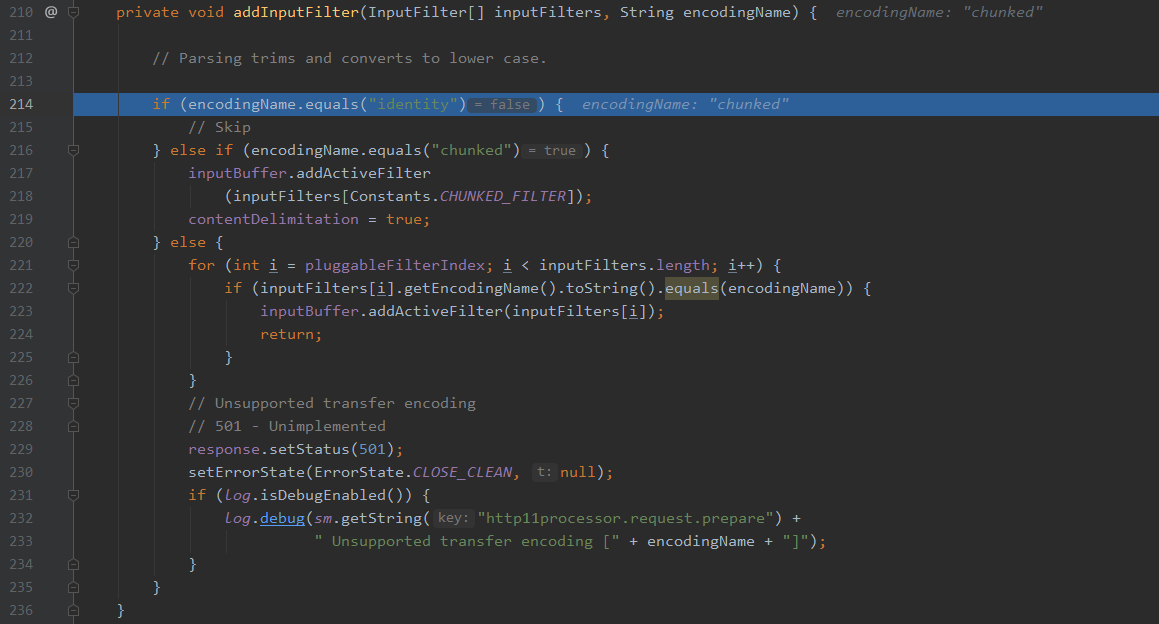 210 @ private void addInputFilter(InputFilter[] inputFilters, String encodingName) { encodingName: "chunked"
211
212 // Parsing trims and converts to lower case.
213
214 if (encodingName.equals("identity") = false ) { encodingName: "chunked"
215 // Skip
216 } else if (encodingName.equals("chunked") = true ) {
217 inputBuffer.addActiveFilter
218 (inputFilters[Constants.CHUNKED_FILTER]);
219 contentDelimitation = true;
220 } else {
221 for (int i = pluggableFilterIndex; i < inputFilters.length; i++) {
222 if (inputFilters[i].getEncodingName().toString().equals(encodingName)) {
223 inputBuffer.addActiveFilter(inputFilters[i]);
224 return;
225 }
226 }
227 // Unsupported transfer encoding
228 // 501 - Unimplemented
229 response.setStatus(501);
230 setErrorState(ErrorState.CLOSE_CLEAN, t: null);
231 if (log.isDebugEnabled()) {
232 log.debug(sm.getString( key: "http11processor.request.prepare") +
233 " Unsupported transfer encoding [" + encodingName + "]");
234 }
235 }
236 }